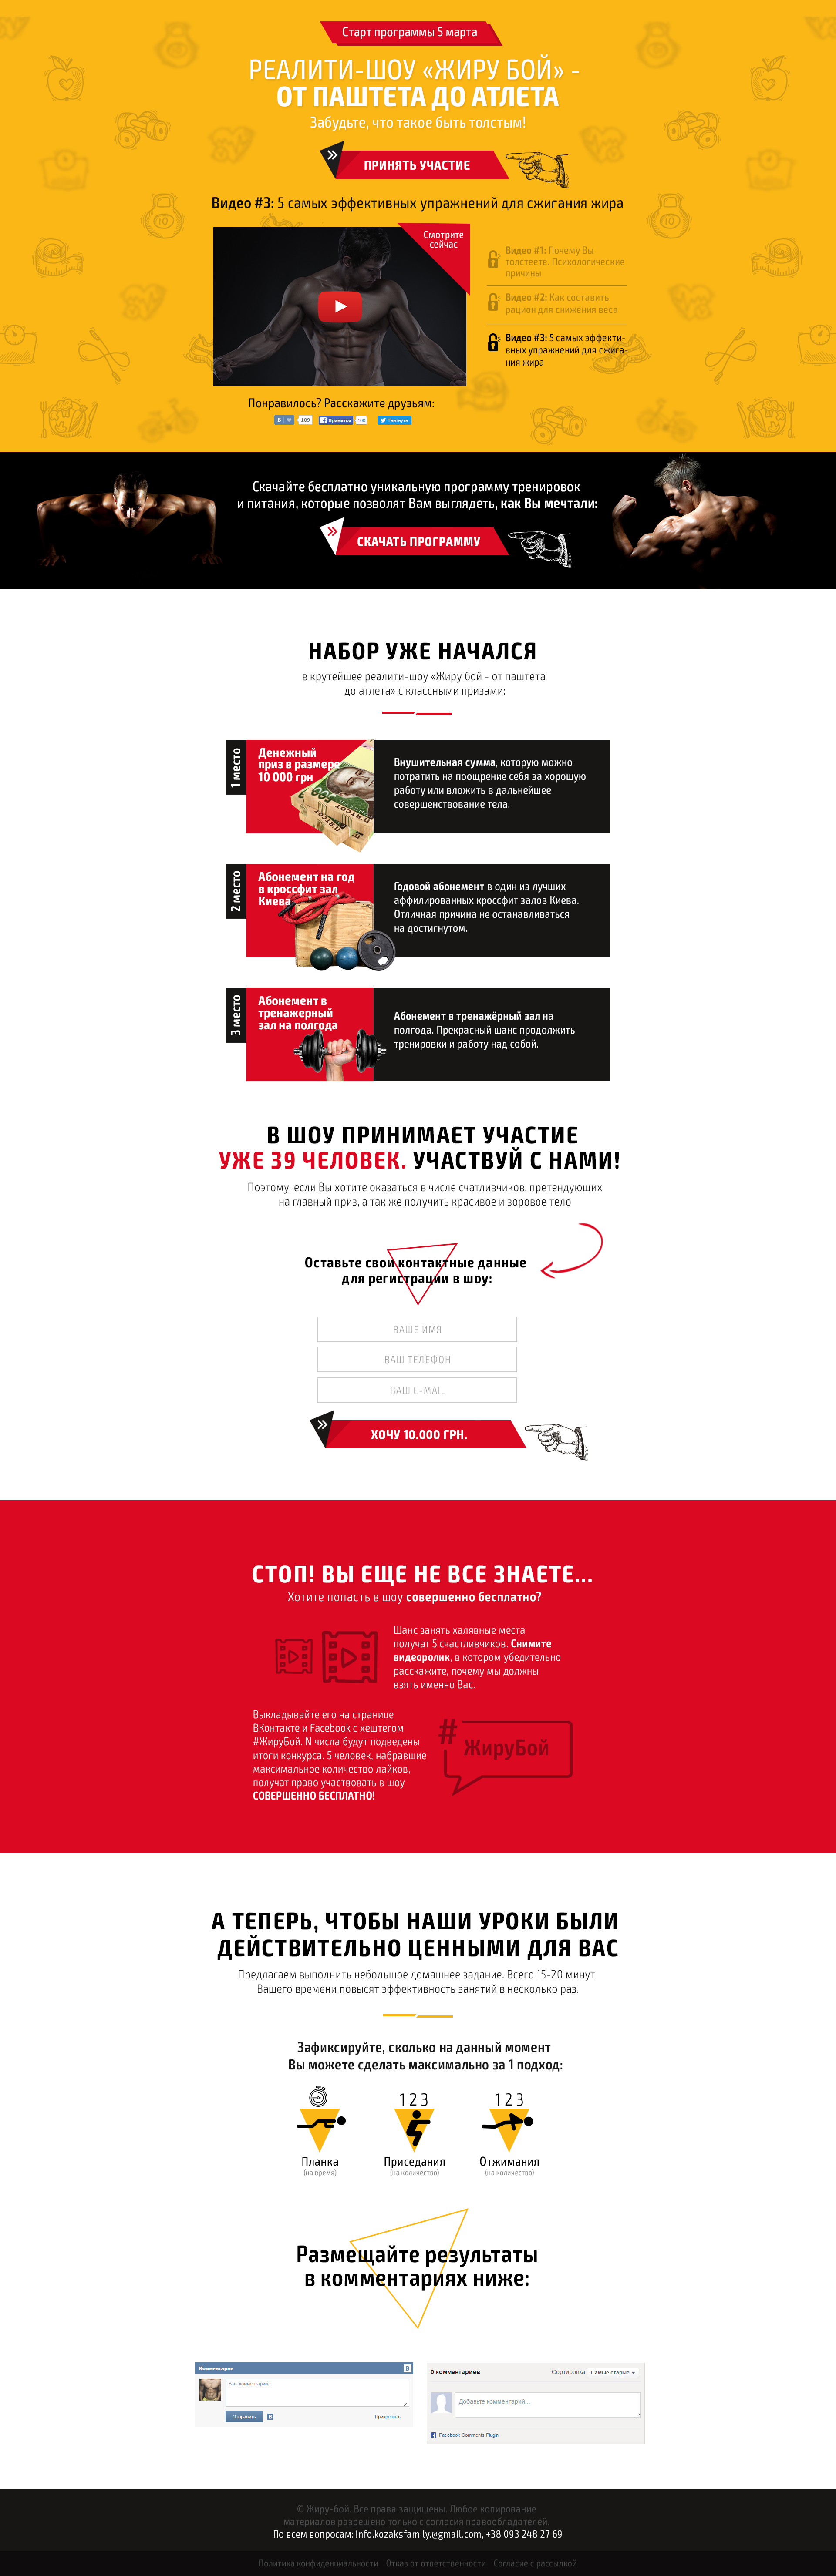 Старт программы 5 марта
РЕАЛИТИ-ШОУ «ЖИРУ БОЙ» -
ОТ ПАШТЕТА ДО АТЛЕТА
Забудьте, что такое быть толстым!
ПРИНЯТЬ УЧАСТИЕ
Видео #3: 5 самых эффективных упражнений для сжигания жира
Смотрите
сейчас
Видео #1: Почему Вы
толстеете. Психологические
причины
Видео #2: Как составить
рацион для снижения веса
Видео #3: 5 самых эффекти-
вных упражнений для сжига-
ния жира
Понравилось? Расскажите друзьям:
В 109 Нравится 100 Твитнуть
Скачайте бесплатно уникальную программу тренировок
и питания, которые позволят Вам выглядеть, как Вы мечтали:
СКАЧАТЬ ПРОГРАММУ
НАБОР УЖЕ НАЧАЛСЯ
в крутейшее реалити-шоу «Жиру бой - от паштета
до атлета» с классными призами:
1 место
Денежный
приз в размере
10 000 грн
Внушительная сумма, которую можно
потратить на поощрение себя за хорошую
работу или вложить в дальнейшее
совершенствование тела.
2 место
Абонемент на год
в кроссфит зал
Киева
Годовой абонемент в один из лучших
аффилированных кроссфит залов Киева.
Отличная причина не останавливаться
на достигнутом.
3 место
Абонемент в
тренажерный
зал на полгода
Абонемент в тренажёрный зал на
полгода. Прекрасный шанс продолжить
тренировки и работу над собой.
В ШОУ ПРИНИМАЕТ УЧАСТИЕ
УЖЕ 39 ЧЕЛОВЕК. УЧАСТВУЙ С НАМИ!
Поэтому, если Вы хотите оказаться в числе счатливчиков, претендующих
на главный приз, а так же получить красивое и зоровое тело
Оставьте свои контактные данные
для регистрации в шоу:
ВАШЕ ИМЯ
ВАШ ТЕЛЕФОН
ВАШ E-MAIL
ХОЧУ 10.000 ГРН.
СТОП! ВЫ ЕЩЕ НЕ ВСЕ ЗНАЕТЕ...
Хотите попасть в шоу совершенно бесплатно?
Шанс занять халявные места
получат 5 счастливчиков. Снимите
видеоролик, в котором убедительно
расскажите, почему мы должны
взять именно Вас.
Выкладывайте его на странице
ВКонтакте и Facebook с хештегом
#ЖируБой. N числа будут подведены
итоги конкурса. 5 человек, набравшие
максимальное количество лайков,
получат право участвовать в шоу
СОВЕРШЕННО БЕСПЛАТНО!
# ЖируБой
А ТЕПЕРЬ, ЧТОБЫ НАШИ УРОКИ БЫЛИ
ДЕЙСТВИТЕЛЬНО ЦЕННЫМИ ДЛЯ ВАС
Предлагаем выполнить небольшое домашнее задание. Всего 15-20 минут
Вашего времени повысят эффективность занятий в несколько раз.
Зафиксируйте, сколько на данный момент
Вы можете сделать максимально за 1 подход:
1 2 3
1 2 3
Планка
(на время)
Приседания
(на количество)
Отжимания
(на количество)
Размещайте результаты
в комментариях ниже:
Комментарии
В
Ваш комментарий...
Отправить
В
Прикрепить
0 комментариев
Сортировка Самые старые
Добавьте комментарий...
Facebook Comments Plugin
© Жиру-бой. Все права защищены. Любое копирование
материалов разрешено только с согласия правообладателей.
По всем вопросам: info.kozaksfamily.@gmail.com, +38 093 248 27 69
Политика конфиденциальности Отказ от ответственности Согласие с рассылкой